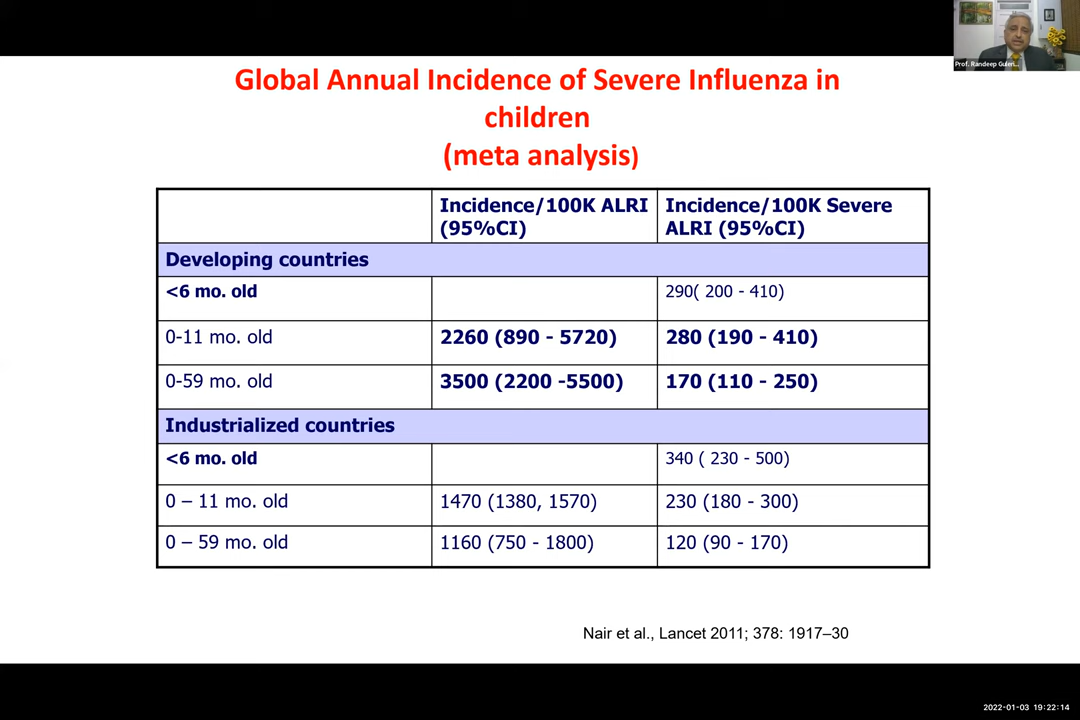 Prof. Randeep Guleri...
Global Annual Incidence of Severe Influenza in
children
(meta analysis)
Incidence/100K ALRI Incidence/100K Severe
(95%CI) ALRI (95%CI)
Developing countries
<6 mo. old 290( 200 - 410)
0-11 mo. old 2260 (890 - 5720) 280 (190 - 410)
0-59 mo. old 3500 (2200 -5500) 170 (110 - 250)
Industrialized countries
<6 mo. old 340 ( 230 - 500)
0 – 11 mo. old 1470 (1380, 1570) 230 (180 - 300)
0 – 59 mo. old 1160 (750 - 1800) 120 (90 - 170)
Nair et al., Lancet 2011; 378: 1917–30
2022-01-03 19:22:14